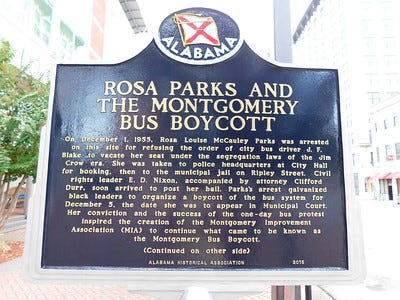 ALABAMA
ROSA PARKS AND
THE MONTGOMERY
BUS BOYCOTT
On December 1, 1955, Rosa Louise McCauley Parks was arrested
on this site for refusing the order of city bus driver J. F.
Blake to vacate her seat under the segregation laws of the Jim
Crow era. She was taken to police headquarters at City Hall
for booking, then to the municipal jail on Ripley Street. Civil
rights leader E. D. Nixon, accompanied by attorney Clifford
Durr, soon arrived to post her bail. Parks's arrest galvanized
black leaders to organize a boycott of the bus system for
December 5, the date she was to appear in Municipal Court.
Her conviction and the success of the one-day bus protest
inspired the creation of the Montgomery Improvement
Association (MIA) to continue what came to be known as
the Montgomery Bus Boycott.
(Continued on other side)
ALABAMA HISTORICAL ASSOCIATION 2015